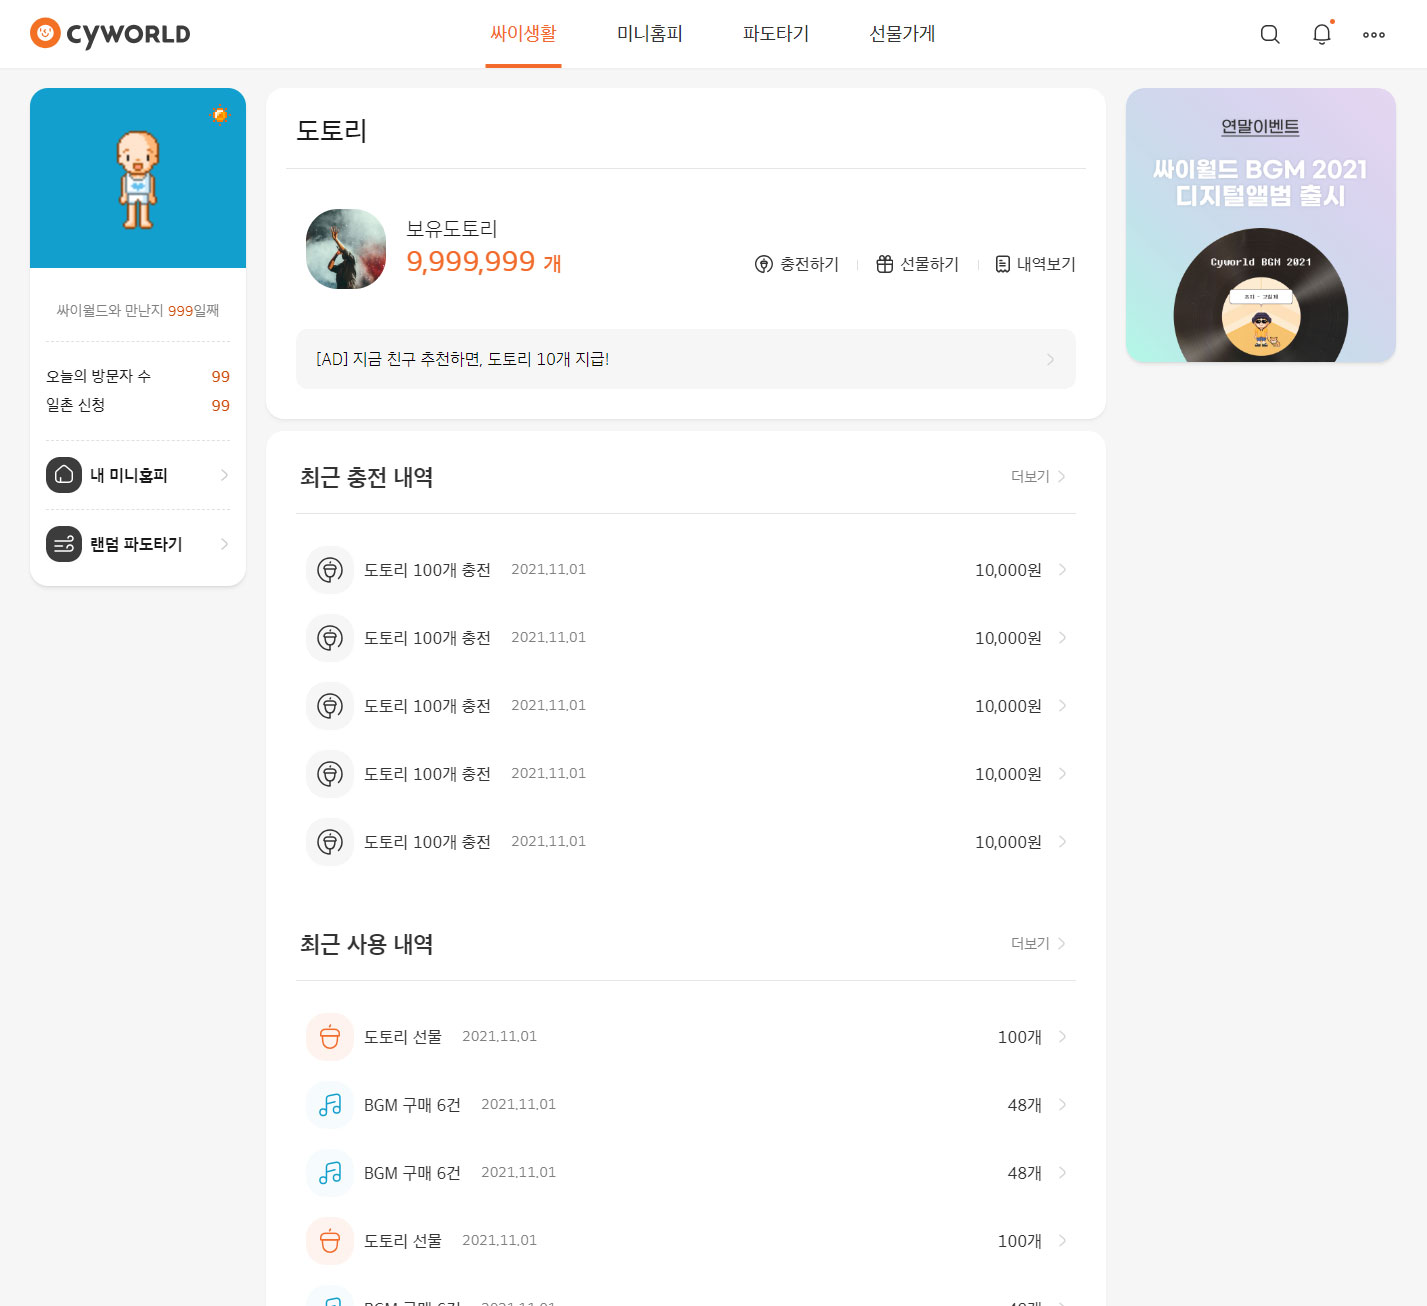 CYWORLD
싸이생활 미니홈피 파도타기 선물가게
싸이월드와 만난지 999일째
오늘의 방문자 수 99
일촌 신청 99
내 미니홈피
랜덤 파도타기
도토리
보유도토리
9,999,999 개
충전하기 선물하기 내역보기
[AD] 지금 친구 추천하면, 도토리 10개 지급!
최근 충전 내역 더보기
도토리 100개 충전 2021.11.01 10,000원
도토리 100개 충전 2021.11.01 10,000원
도토리 100개 충전 2021.11.01 10,000원
도토리 100개 충전 2021.11.01 10,000원
도토리 100개 충전 2021.11.01 10,000원
최근 사용 내역 더보기
도토리 선물 2021.11.01 100개
BGM 구매 6건 2021.11.01 48개
BGM 구매 6건 2021.11.01 48개
도토리 선물 2021.11.01 100개
연말이벤트
싸이월드 BGM 2021
디지털앨범 출시
Cyworld BGM 2021